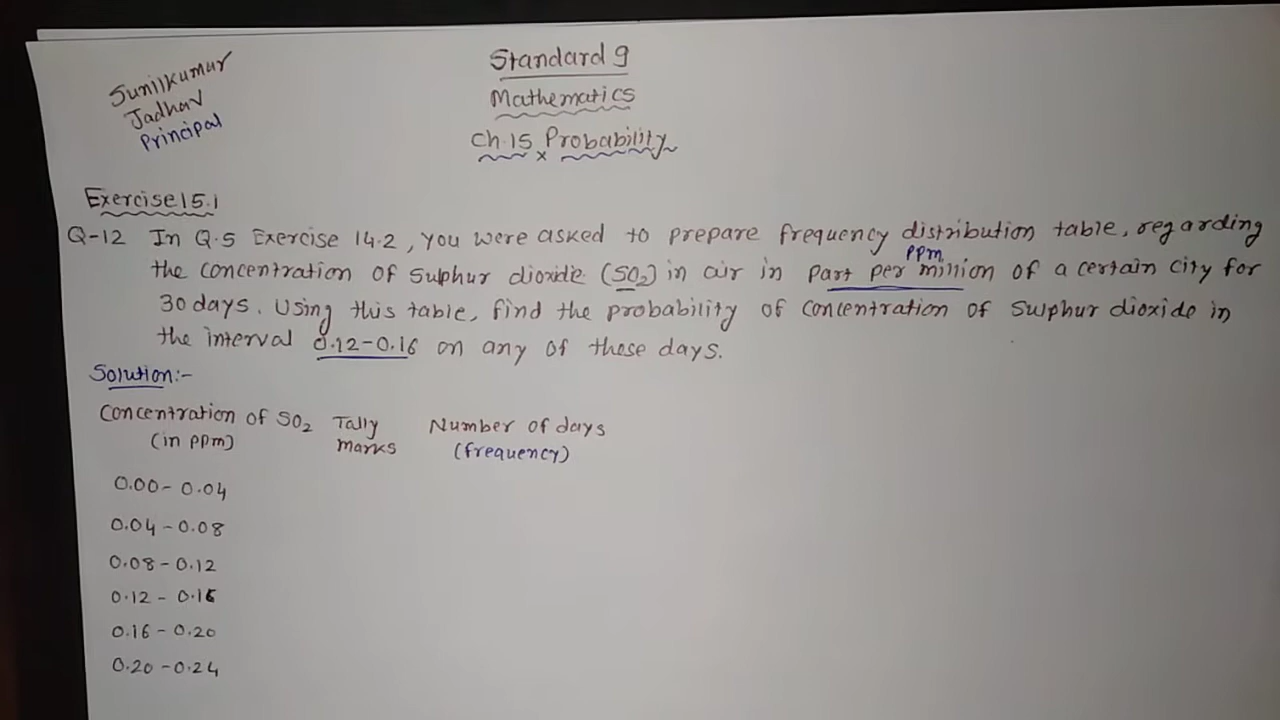 Sunilkumar
Jadhav
Principal
Standard 9
Mathematics
Ch.15 Probability
Exercise 15.1
Q-12 In Q.5 Exercise 14.2, you were asked to prepare frequency distribution table, regarding
PPM
the concentration of Sulphur dioxide (SO2) in air in part per million of a certain city for
30 days. Using this table, find the probability of concentration of Sulphur dioxide in
the interval 0.12-0.16 on any of these days.
Solution:-
Concentration of SO2 Tally Number of days
(in ppm) marks (frequency)
0.00 - 0.04
0.04 - 0.08
0.08 - 0.12
0.12 - 0.16
0.16 - 0.20
0.20 - 0.24